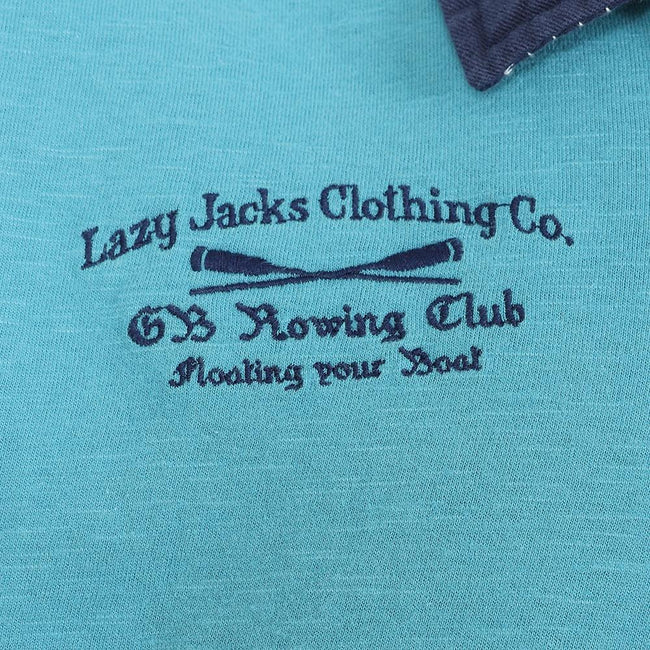 Lazy Jacks Clothing Co.
GB Rowing Club
Floating your Boat